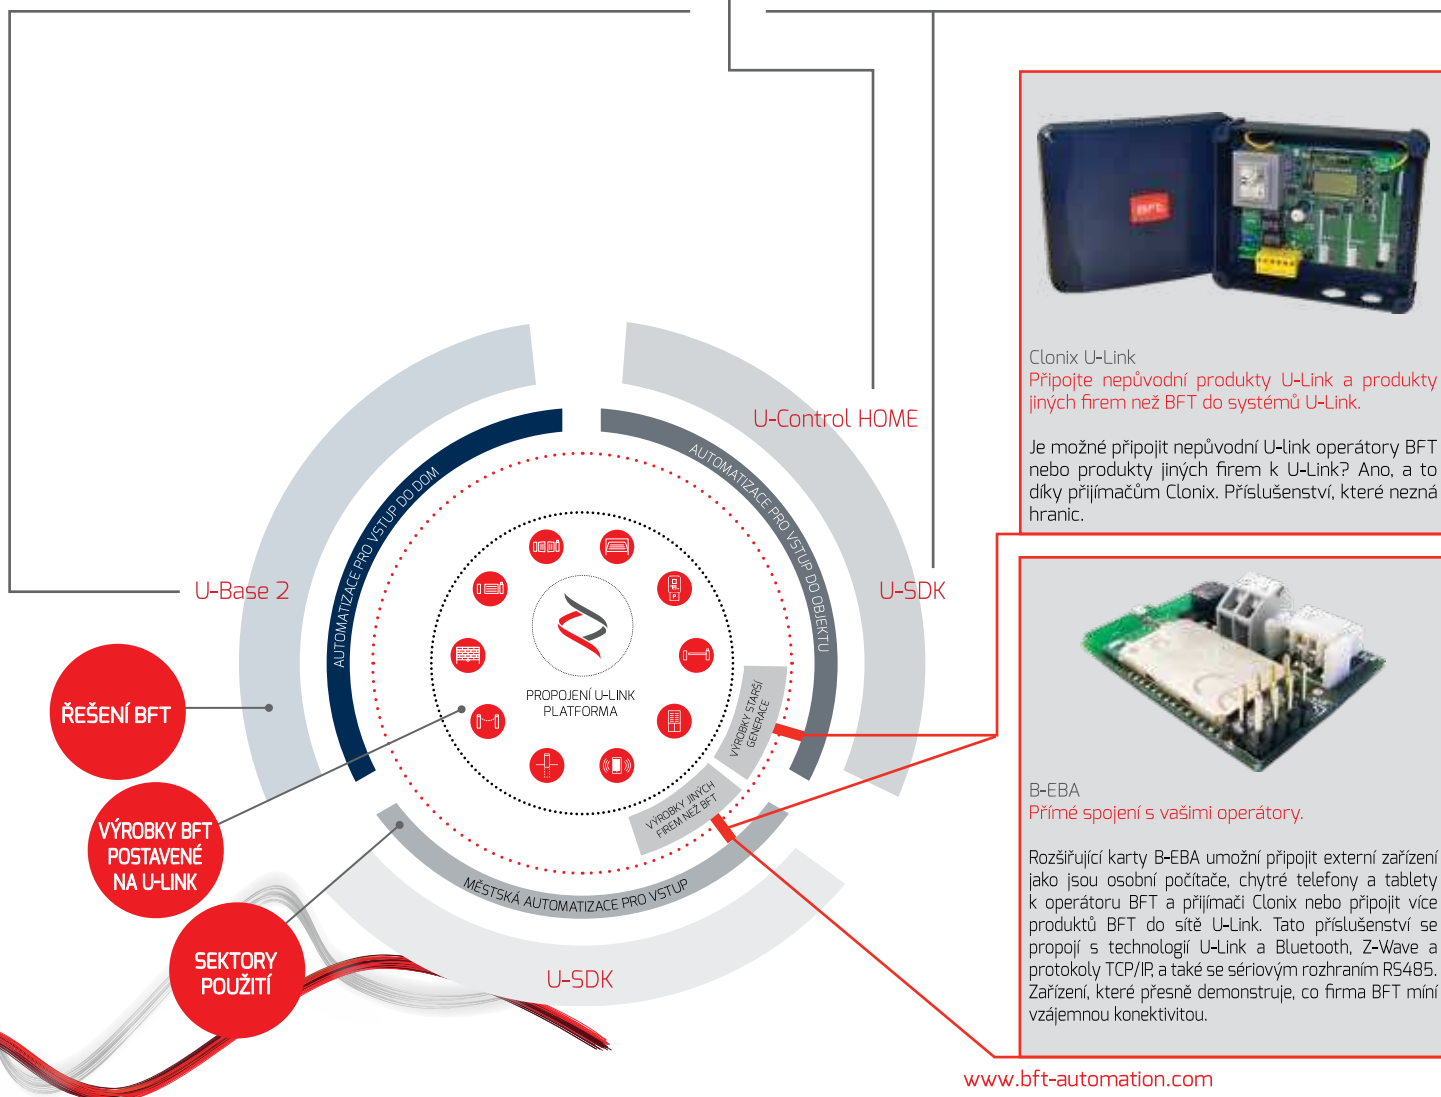 BFT
Clonix U-Link
Připojte nepůvodní produkty U-Link a produkty
jiných firem než BFT do systémů U-Link.
Je možné připojit nepůvodní U-link operátory BFT
nebo produkty jiných firem k U-Link? Ano, a to
díky přijímačům Clonix. Příslušenství, které nezná
hranic.
U-Control HOME
U-Base 2
U-SDK
AUTOMATIZACE PRO VSTUP DO DOM
AUTOMATIZACE PRO VSTUP DO OBJEKTU
PROPOJENÍ U-LINK
PLATFORMA
P
VÝROBKY STARŠÍ
GENERACE
VÝROBKY JINÝCH
FIREM NEŽ BFT
MĚSTSKÁ AUTOMATIZACE PRO VSTUP
U-SDK
ŘEŠENÍ BFT
VÝROBKY BFT
POSTAVENÉ
NA U-LINK
SEKTORY
POUŽITÍ
B-EBA
Přímé spojení s vašimi operátory.
Rozšiřující karty B-EBA umožní připojit externí zařízení
jako jsou osobní počítače, chytré telefony a tablety
k operátoru BFT a přijímači Clonix nebo připojit více
produktů BFT do sítě U-Link. Tato příslušenství se
propojí s technologií U-Link a Bluetooth, Z-Wave a
protokoly TCP/IP, a také se sériovým rozhraním RS485.
Zařízení, které přesně demonstruje, co firma BFT míní
vzájemnou konektivitou.
www.bft-automation.com